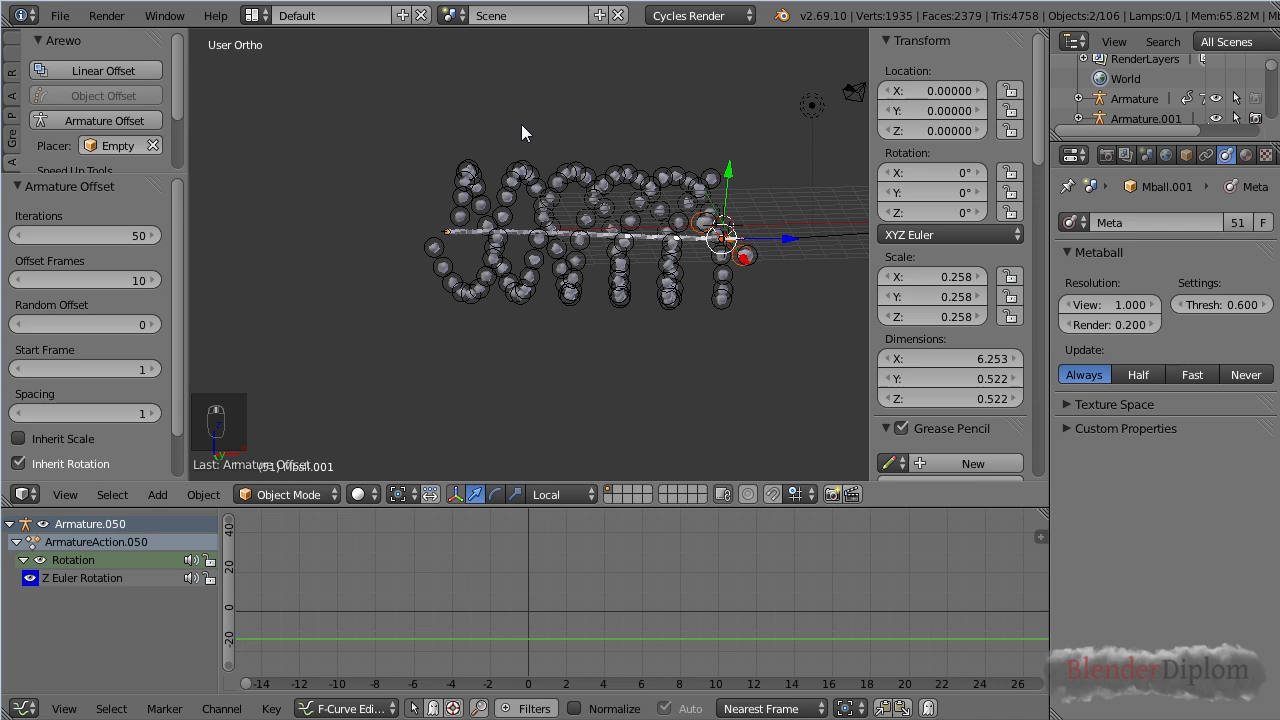 File Render Window Help Default Scene Cycles Render v2.69.10 | Verts:1935 | Faces:2379 | Tris:4758 | Objects:2/106 | Lamps:0/1 | Mem:65.82M |
Arewo
Linear Offset
Object Offset
Armature Offset
Placer: Empty
Speed Up Tools
R
A
P
Gre
A
Armature Offset
Iterations
50
Offset Frames
10
Random Offset
0
Start Frame
1
Spacing
1
Inherit Scale
Inherit Rotation
User Ortho
Last: Armature Offset
Transform
Location:
X: 0.00000
Y: 0.00000
Z: 0.00000
Rotation:
X: 0°
Y: 0°
Z: 0°
XYZ Euler
Scale:
X: 0.258
Y: 0.258
Z: 0.258
Dimensions:
X: 6.253
Y: 0.522
Z: 0.522
Grease Pencil
New
View Search All Scenes
RenderLayers
World
Armature
Armature.001
Mball.001 Meta
Meta 51 F
Metaball
Resolution: Settings:
View: 1.000 Thresh: 0.600
Render: 0.200
Update:
Always Half Fast Never
Texture Space
Custom Properties
View Select Add Object Object Mode Local
Armature.050
ArmatureAction.050
Rotation
Z Euler Rotation
40
20
0
-20
-14 -12 -10 -8 -6 -4 -2 0 2 4 6 8 10 12 14 16 18 20 22 24 26
View Select Marker Channel Key F-Curve Edi... Filters Normalize Auto Nearest Frame
BlenderDiplom